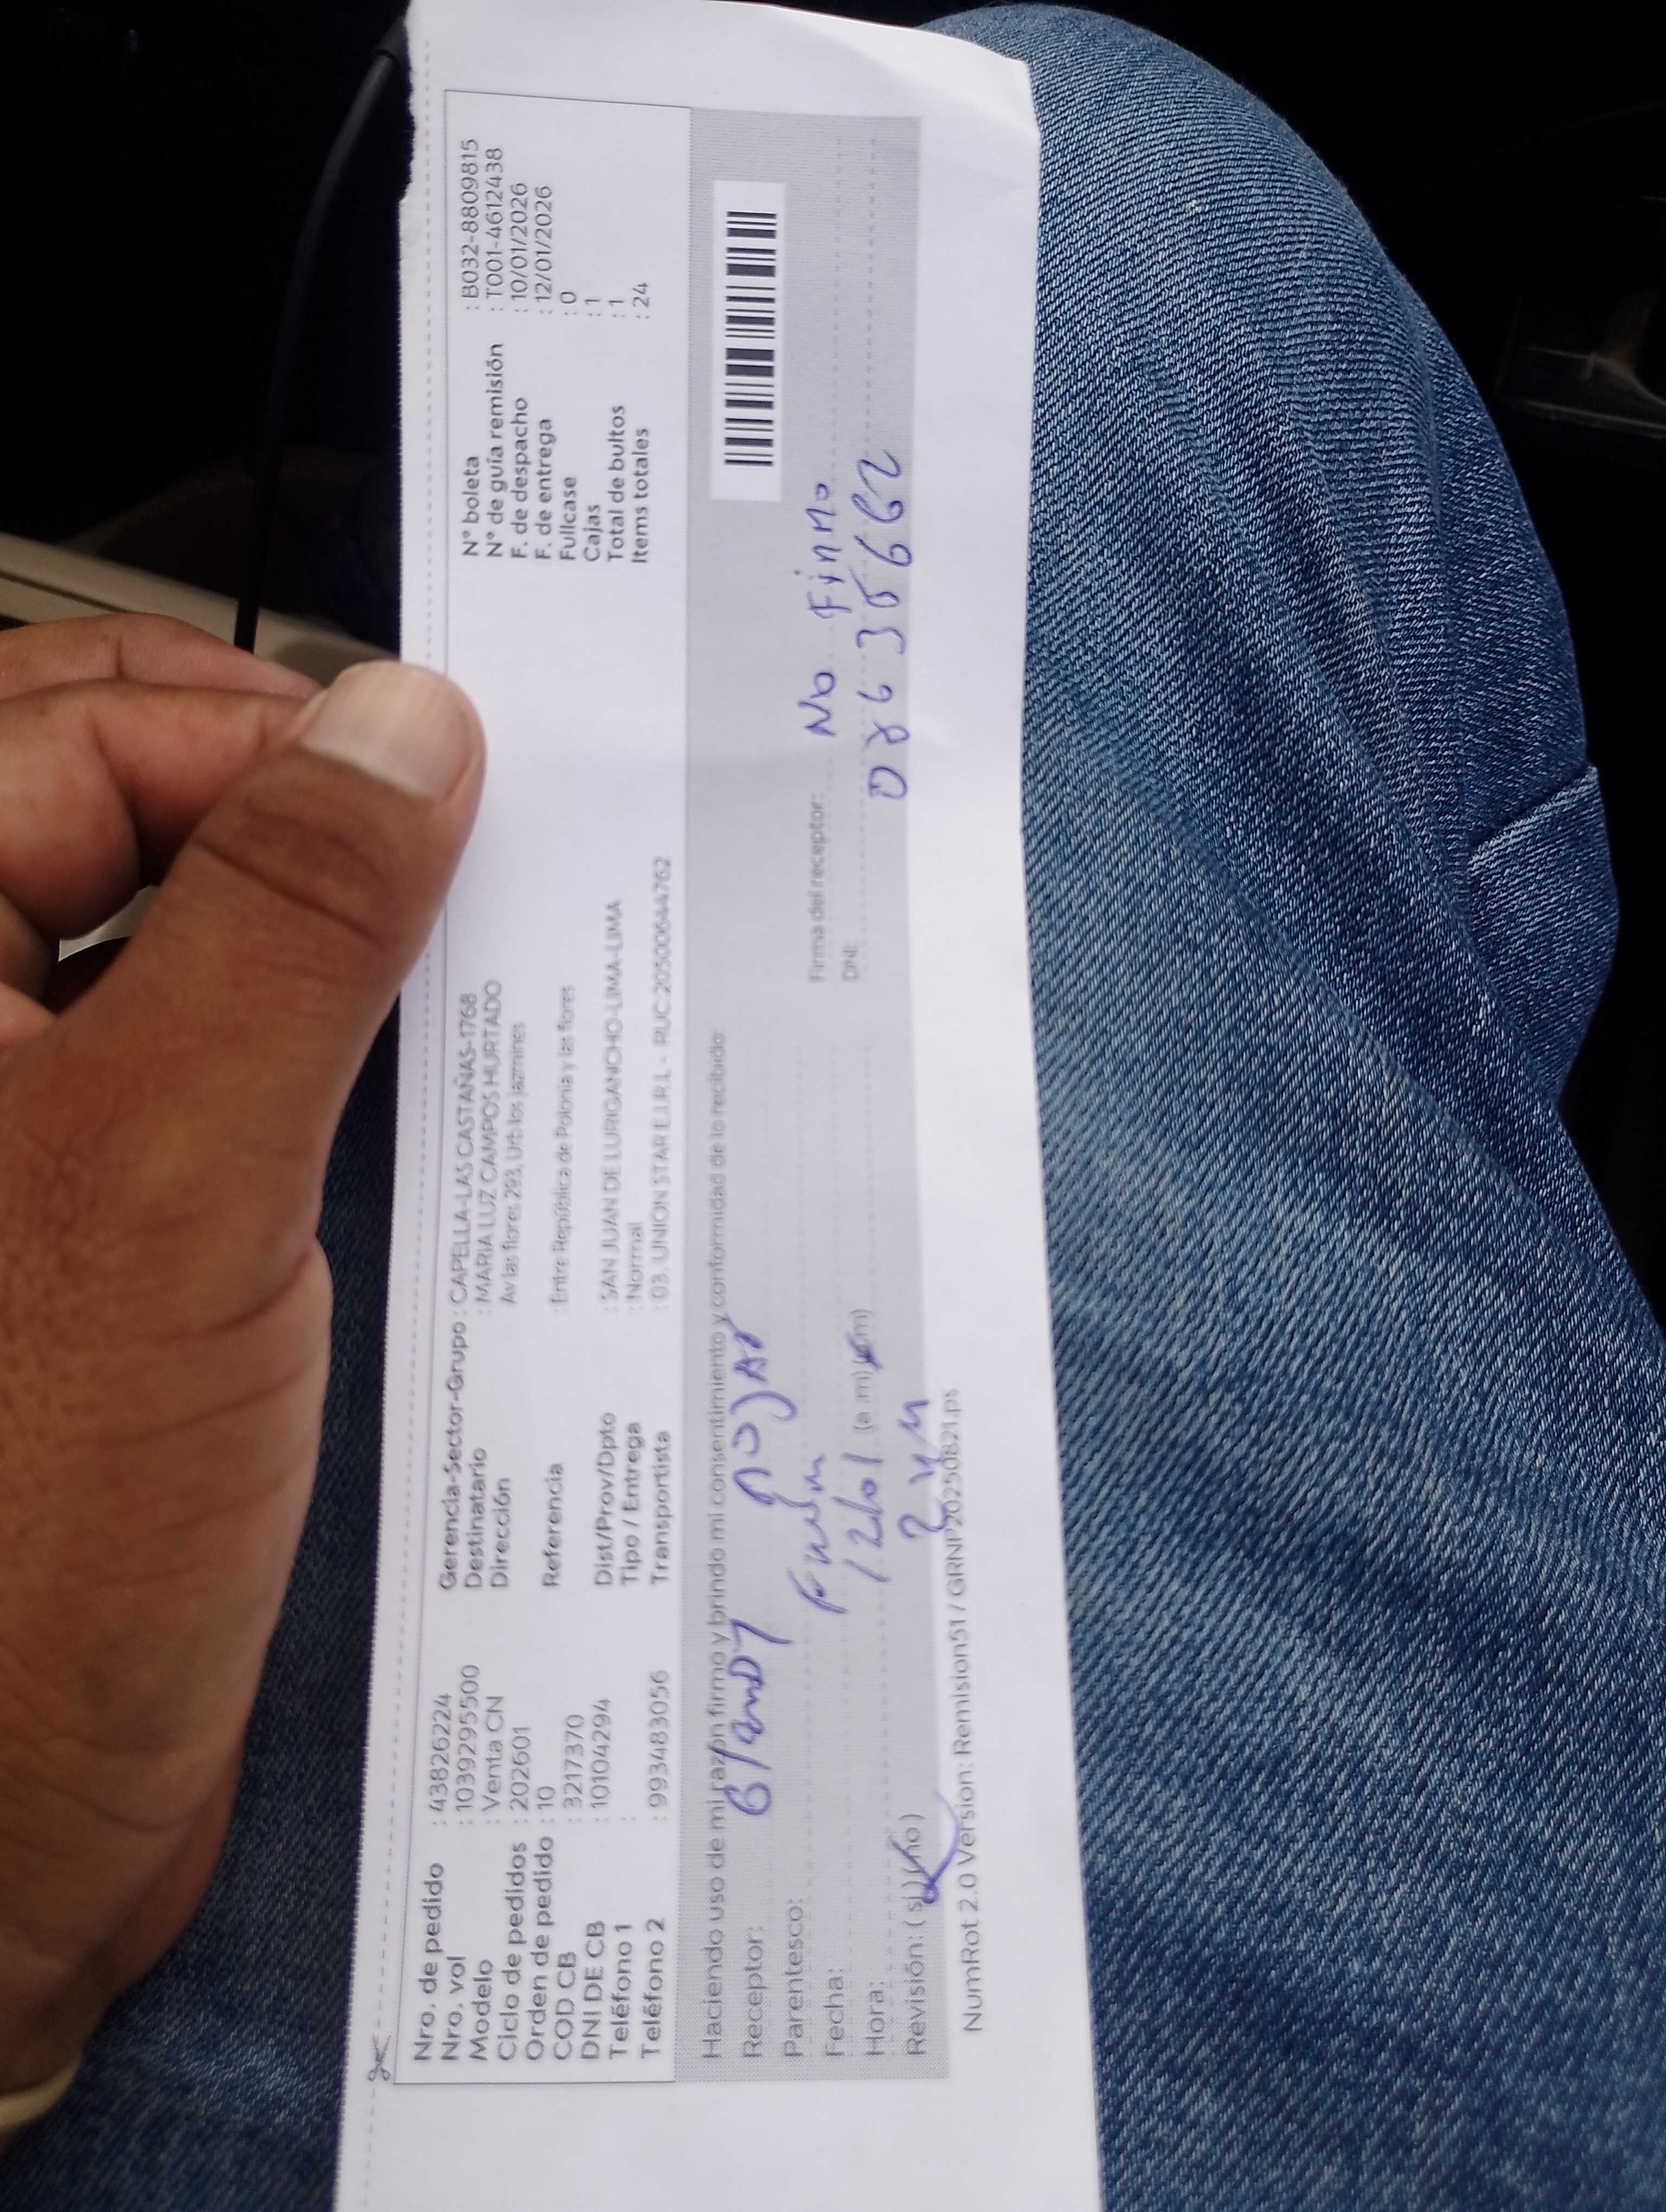 Nro. de pedido : 43826224
Nro. vol : 1039295500
Modelo : Venta CN
Ciclo de pedidos : 202601
Orden de pedido : 10
COD CB : 3217370
DNI DE CB : 10104294
Teléfono 1 :
Teléfono 2 : 993483056
Gerencia-Sector-Grupo : CAPELLA-LAS CASTAÑAS-1768
Destinatario : MARIA LUZ CAMPOS HURTADO
Dirección Av las flores 293, Urb los jazmines
Referencia : Entre República de Polonia y las flores
Dist/Prov/Dpto : SAN JUAN DE LURIGANCHO-LIMA-LIMA
Tipo / Entrega : Normal
Transportista : 03. UNION STAR E.I.R.L - RUC:20500644762
N° boleta : B032-8809815
N° de guía remisión : T001-4612438
F. de despacho : 10/01/2026
F. de entrega : 12/01/2026
Fullcase : 0
Cajas : 1
Total de bultos : 1
Items totales : 24
Haciendo uso de mi razón firmo y brindo mi consentimiento y conformidad de lo recibido:
Receptor:
Parentesco:
Fecha: 12/01
Hora: (a.m) m)
Revisión: (si) (no)
Firma del receptor: No Firmo
DNI:
NumRot 2.0 Version: Remision51 / GRNP20250821.ps